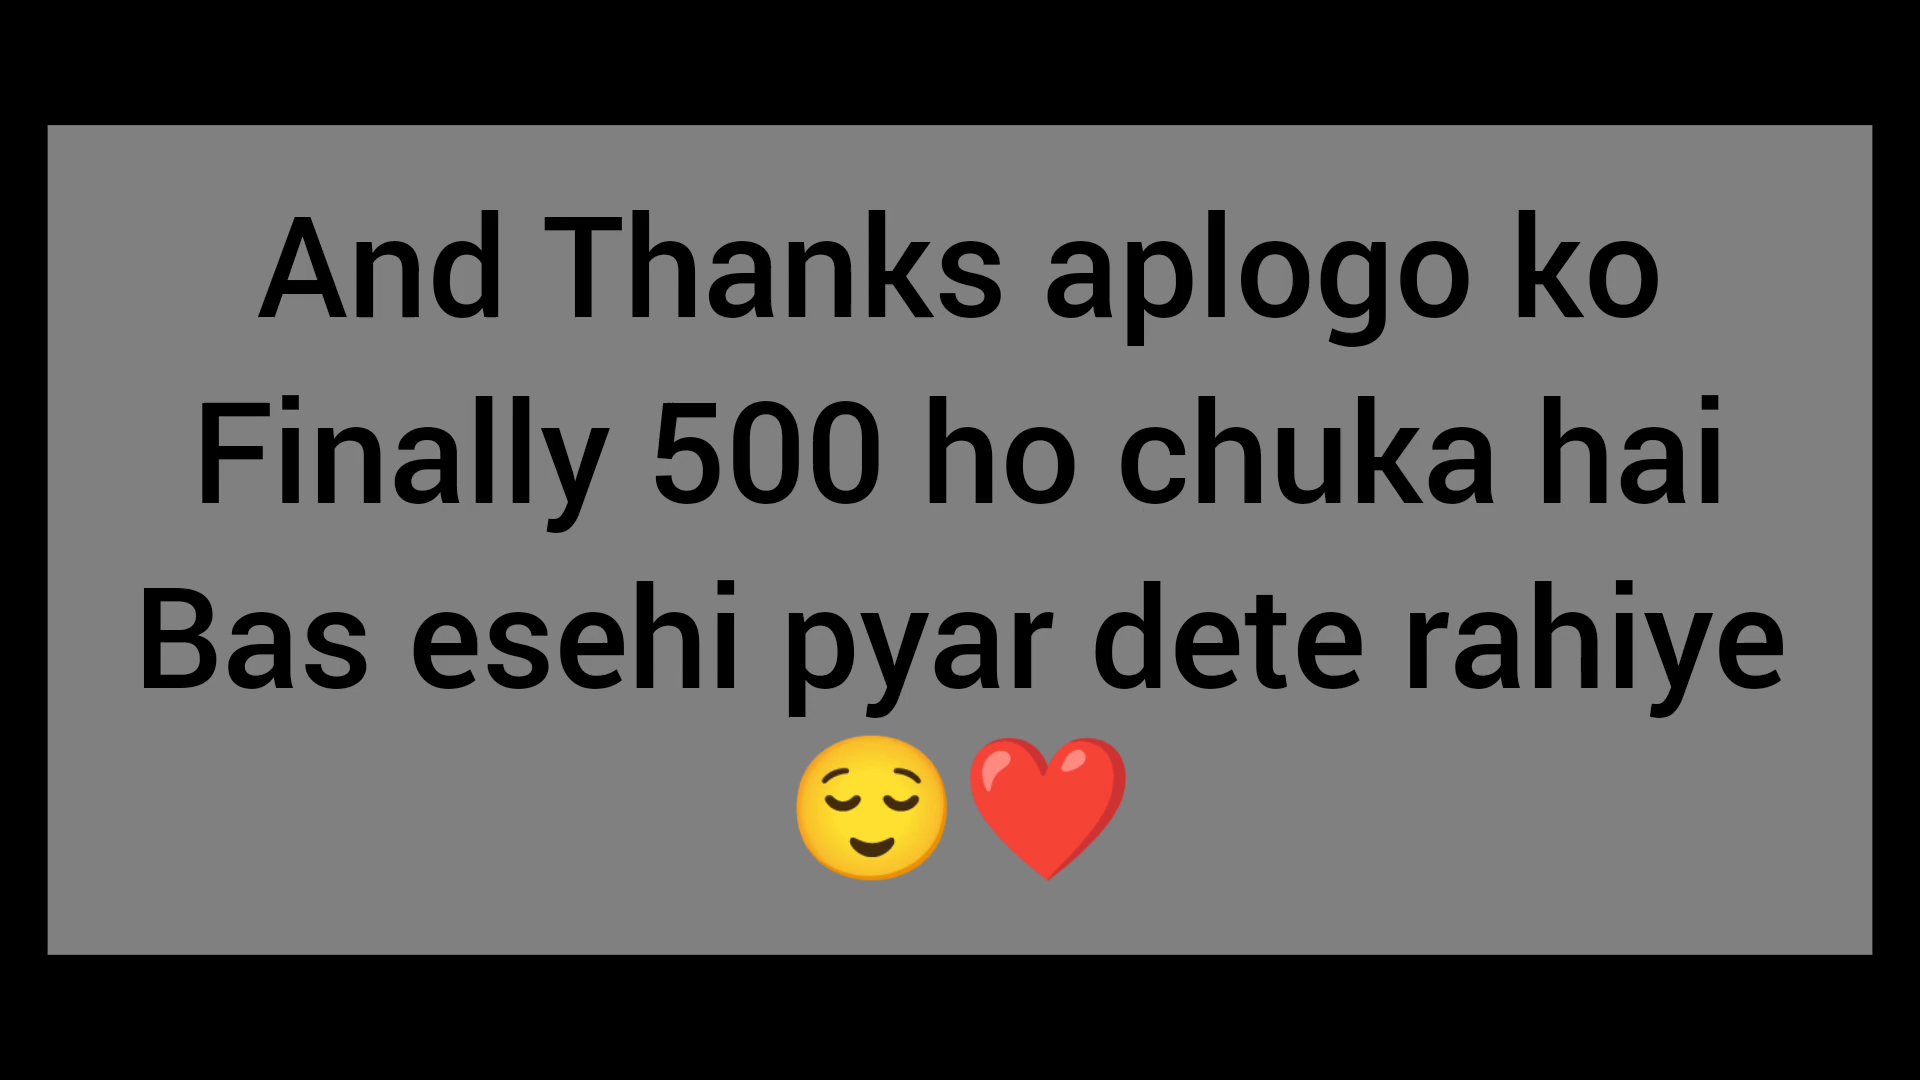 And Thanks aplogo ko
Finally 500 ho chuka hai
Bas esehi pyar dete rahiye
😌❤️